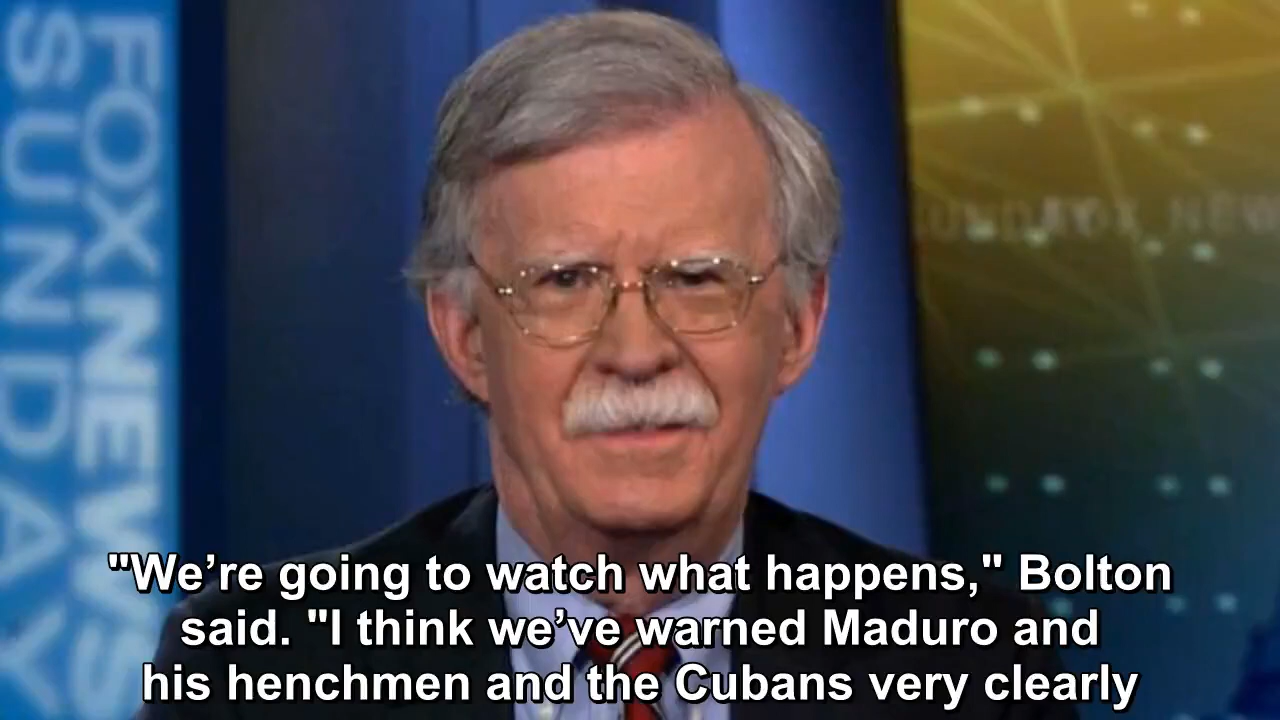 FOX NEWS
SUNDAY
"We’re going to watch what happens," Bolton
said. "I think we’ve warned Maduro and
his henchmen and the Cubans very clearly